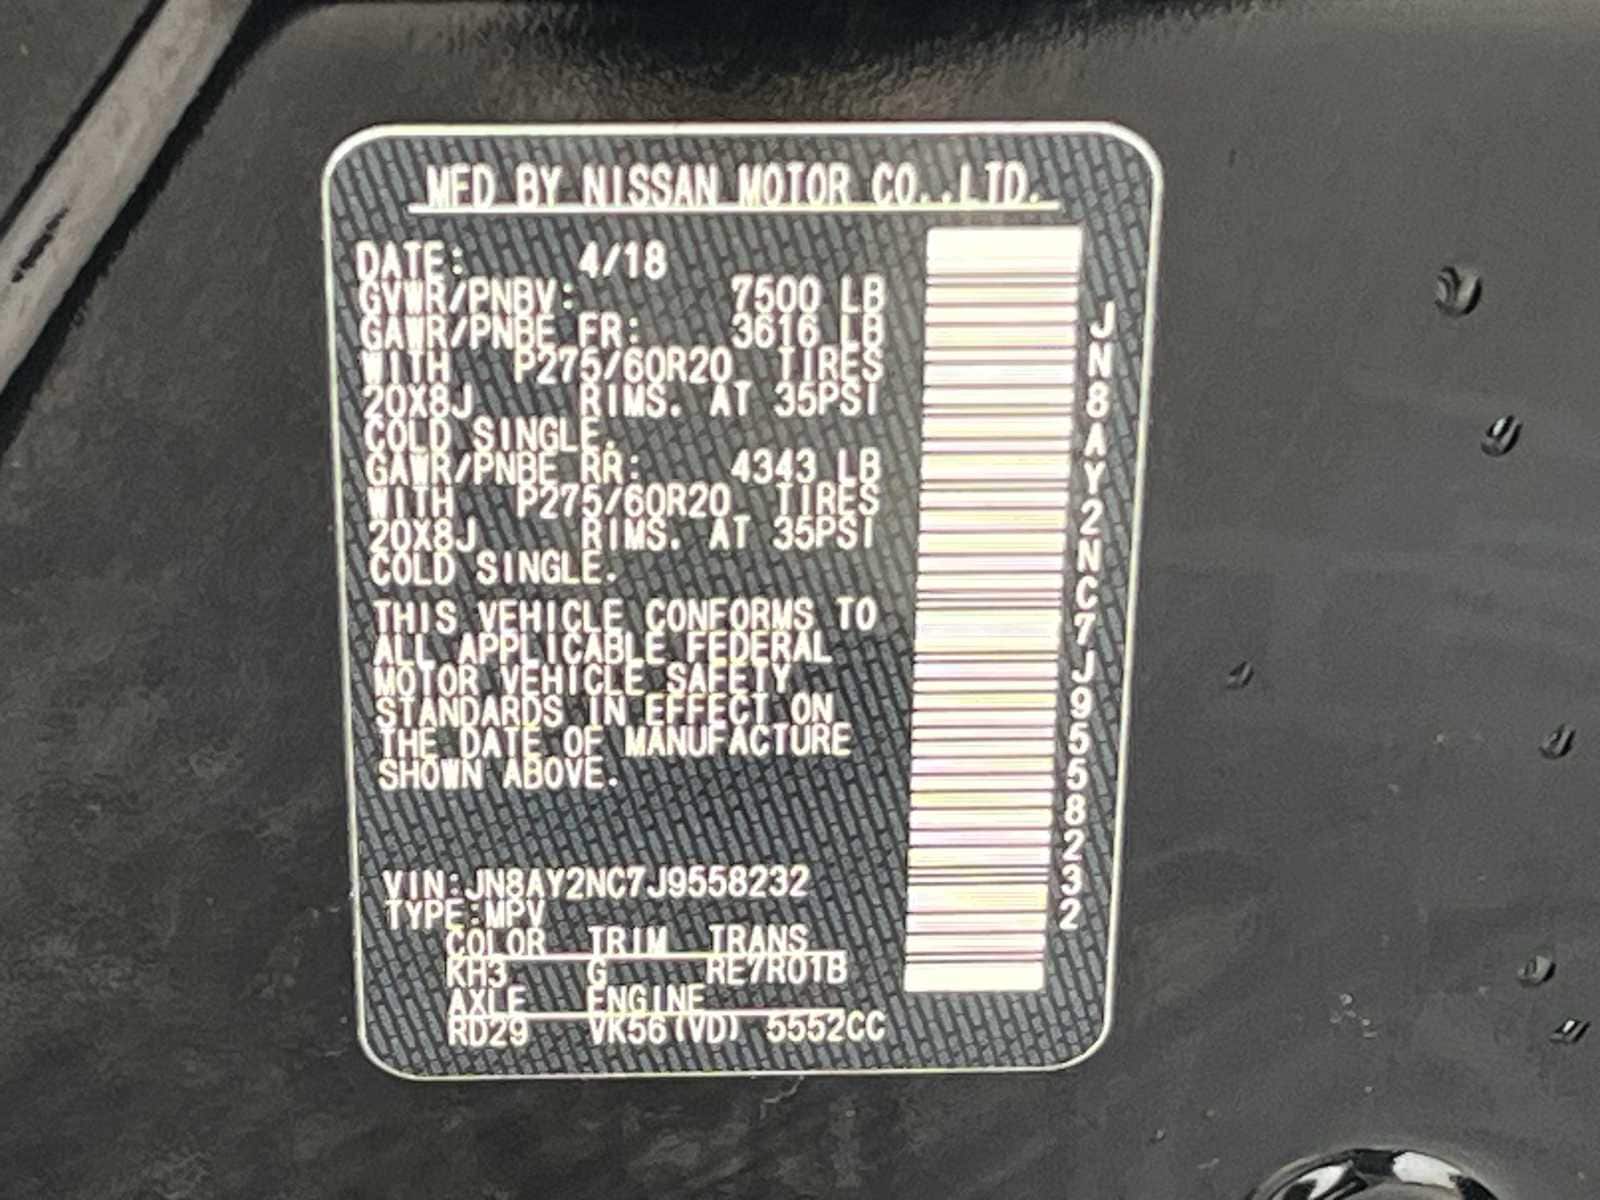 MFD BY NISSAN MOTOR CO.,LTD.
DATE: 4/18
GVWR/PNBV: 7500 LB
GAWR/PNBE FR: 3616 LB
WITH P275/60R20 TIRES
20X8J RIMS. AT 35PSI
COLD SINGLE.
GAWR/PNBE RR: 4343 LB
WITH P275/60R20 TIRES
20X8J RIMS. AT 35PSI
COLD SINGLE.
THIS VEHICLE CONFORMS TO
ALL APPLICABLE FEDERAL
MOTOR VEHICLE SAFETY
STANDARDS IN EFFECT ON
THE DATE OF MANUFACTURE
SHOWN ABOVE.
VIN:JN8AY2NC7J9558232
TYPE:MPV
COLOR TRIM TRANS
KH3 G RE7R01B
AXLE ENGINE
RD29 VK56(VD) 5552CC
JN8AY2NC7J9558232